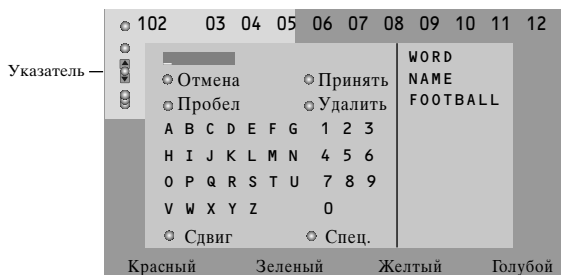 102 03 04 05 06 07 08 09 10 11 12
Указатель
Отмена Принять
Пробел Удалить
A B C D E F G 1 2 3
H I J K L M N 4 5 6
O P Q R S T U 7 8 9
V W X Y Z 0
Сдвиг Спец.
WORD
NAME
FOOTBALL
Красный Зеленый Желтый Голубой